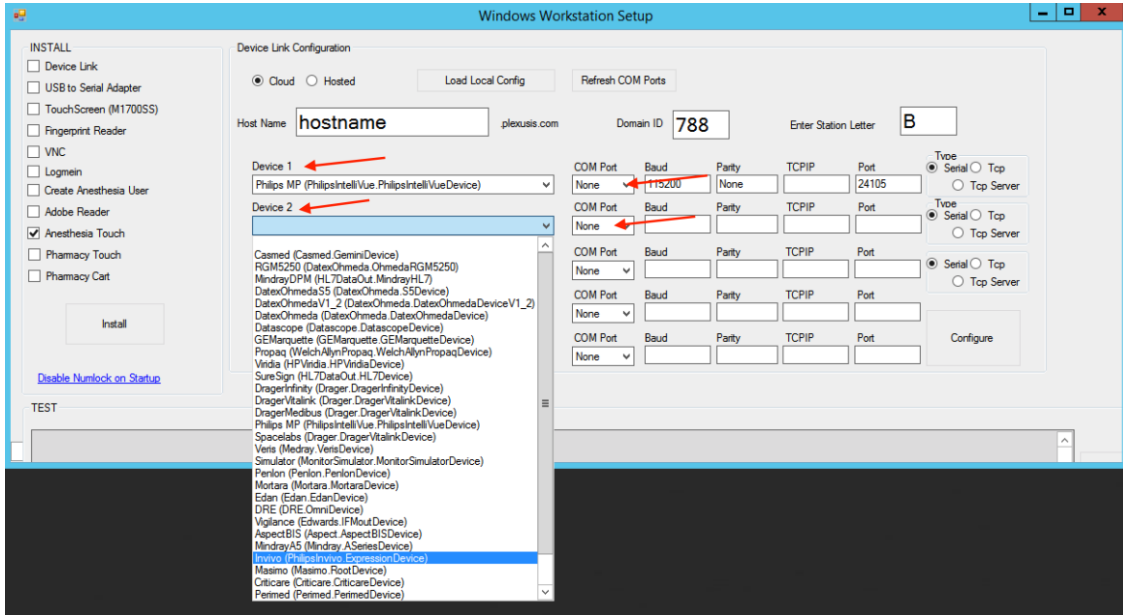 Windows Workstation Setup
INSTALL
Device Link
USB to Serial Adapter
TouchScreen (M1700SS)
Fingerprint Reader
VNC
Logmein
Create Anesthesia User
Adobe Reader
Anesthesia Touch
Pharmacy Touch
Pharmacy Cart
Install
Disable Numlock on Startup
Device Link Configuration
Cloud Hosted Load Local Config Refresh COM Ports
Host Name hostname .plexusis.com Domain ID 788 Enter Station Letter B
Device 1 COM Port Baud Parity TCPIP Port Type
Philips MP (PhilipsIntelliVue.PhilipsIntelliVueDevice) None 115200 None 24105 Serial Tcp
Tcp Server
Device 2 COM Port Baud Parity TCPIP Port Type
None Serial Tcp
Tcp Server
COM Port Baud Parity TCPIP Port
None Serial Tcp
Tcp Server
COM Port Baud Parity TCPIP Port
None
COM Port Baud Parity TCPIP Port
None
Configure
Casmed (Casmed.GeminiDevice)
RGM5250 (DatexOhmeda.OhmedaRGM5250)
MindrayDPM (HL7DataOut.MindrayHL7)
DatexOhmedaS5 (DatexOhmeda.S5Device)
DatexOhmedaV1_2 (DatexOhmeda.DatexOhmedaDeviceV1_2)
DatexOhmeda (DatexOhmeda.DatexOhmedaDevice)
Datascope (Datascope.DatascopeDevice)
GEMarquette (GEMarquette.GEMarquetteDevice)
Propaq (WelchAllynPropaq.WelchAllynPropaqDevice)
Viridia (HPViridia.HPViridiaDevice)
SureSign (HL7DataOut.HL7Device)
DragerInfinity (Drager.DragerInfinityDevice)
DragerVitalink (Drager.DragerVitalinkDevice)
DragerMedibus (Drager.DragerVitalinkDevice)
Philips MP (PhilipsIntelliVue.PhilipsIntelliVueDevice)
Spacelabs (Drager.DragerVitalinkDevice)
Veris (Medray.VerisDevice)
Simulator (MonitorSimulator.MonitorSimulatorDevice)
Penlon (Penlon.PenlonDevice)
Mortara (Mortara.MortaraDevice)
Edan (Edan.EdanDevice)
DRE (DRE.OmniDevice)
Vigilance (Edwards.IFMoutDevice)
AspectBIS (Aspect.AspectBISDevice)
MindrayA5 (Mindray.ASeriesDevice)
Invivo (PhilipsInvivo.ExpressionDevice)
Masimo (Masimo.RootDevice)
Criticare (Criticare.CriticareDevice)
Perimed (Perimed.PerimedDevice)
TEST